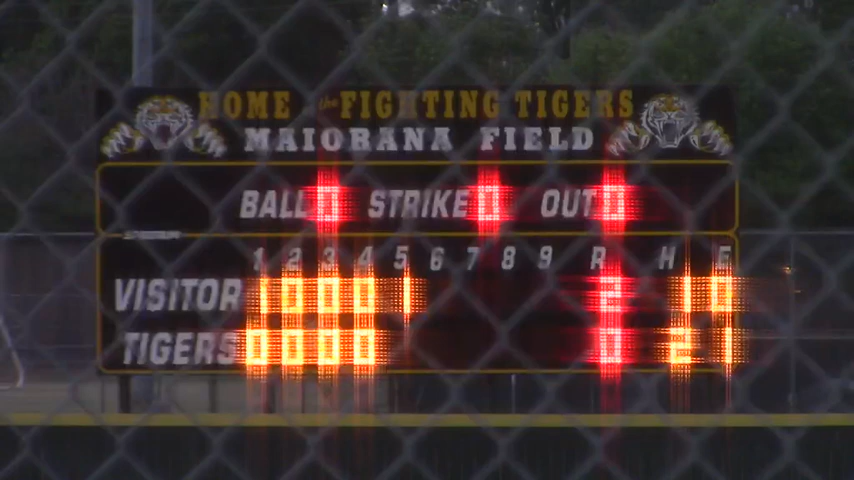 HOME the FIGHTING TIGERS
MAIORANA FIELD
BALL 0 STRIKE 0 OUT 0
1 2 3 4 5 6 7 8 9 R H E
VISITOR 1 0 0 0 1 2 1 0
TIGERS 0 0 0 0 0 2 1